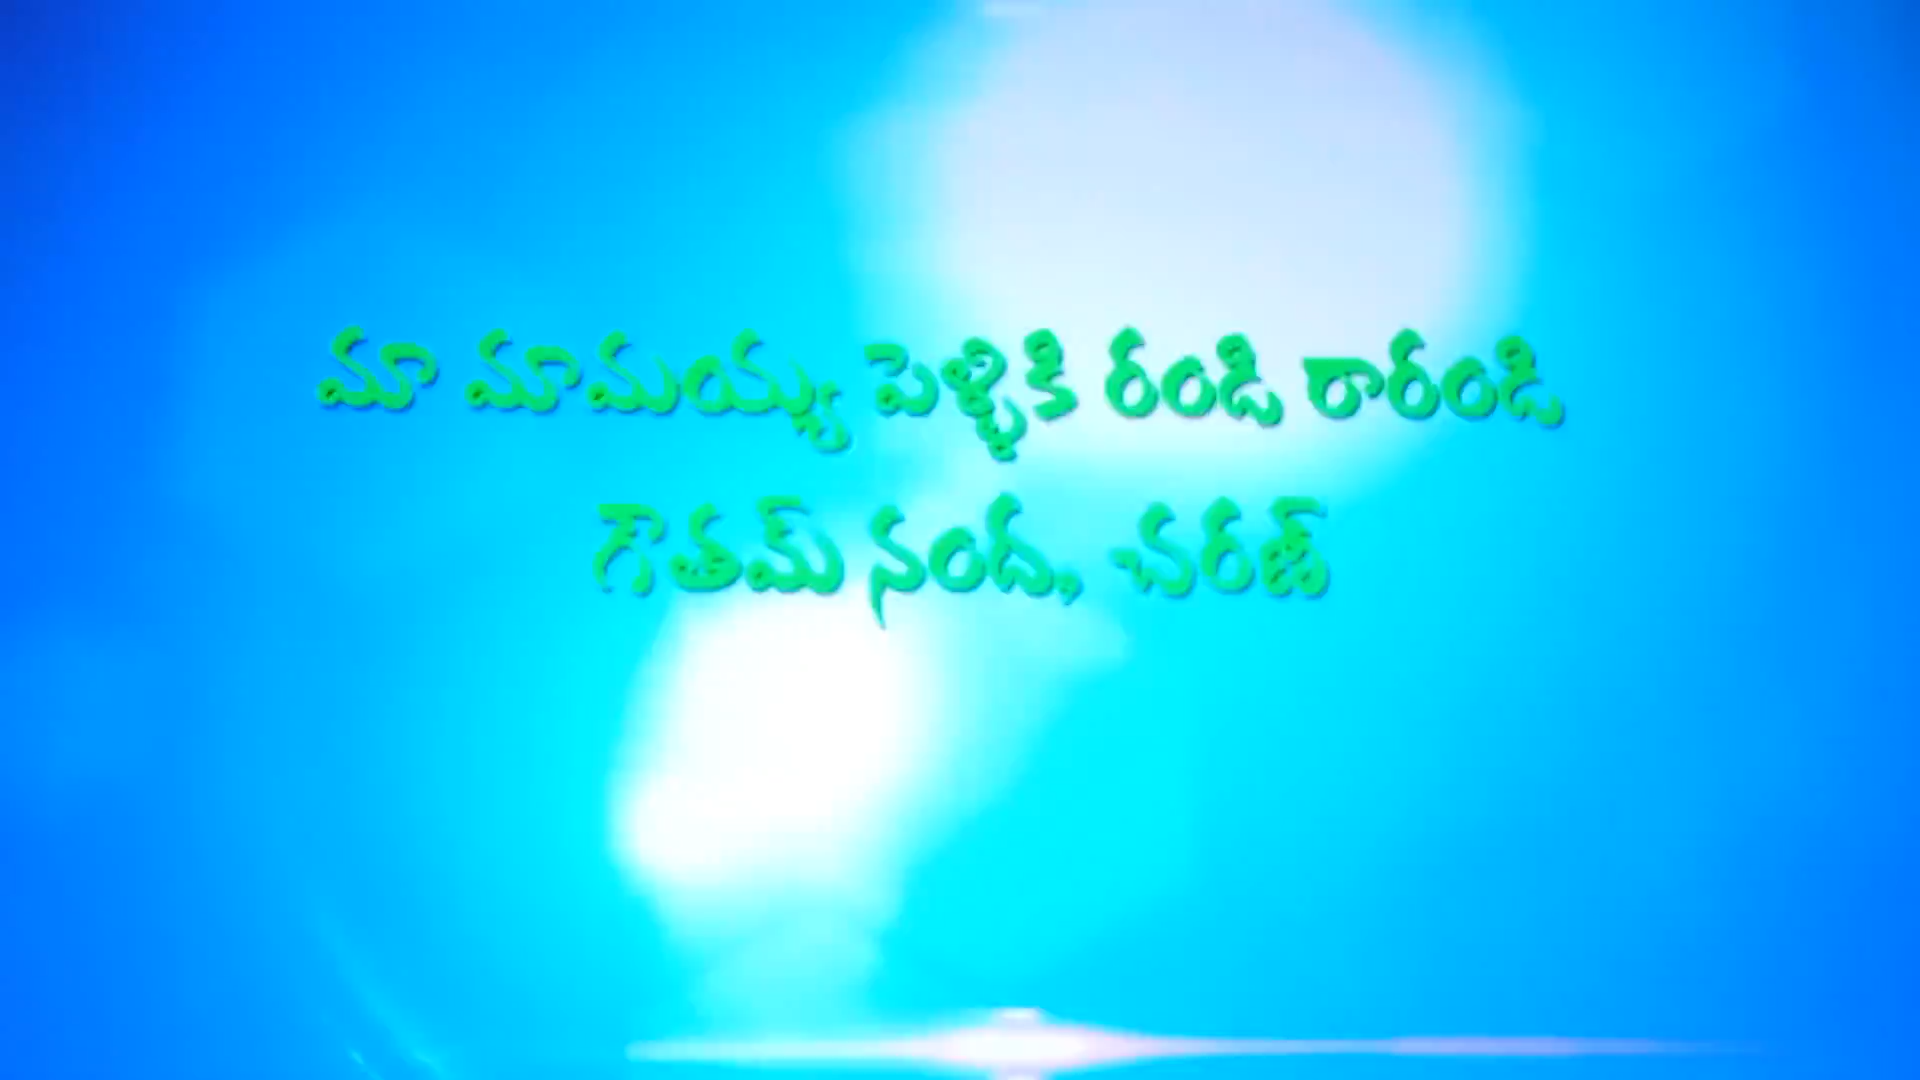 మా మామయ్య పెళ్ళికి రండి రారండి
గౌతమ్ నంద, చరణ్